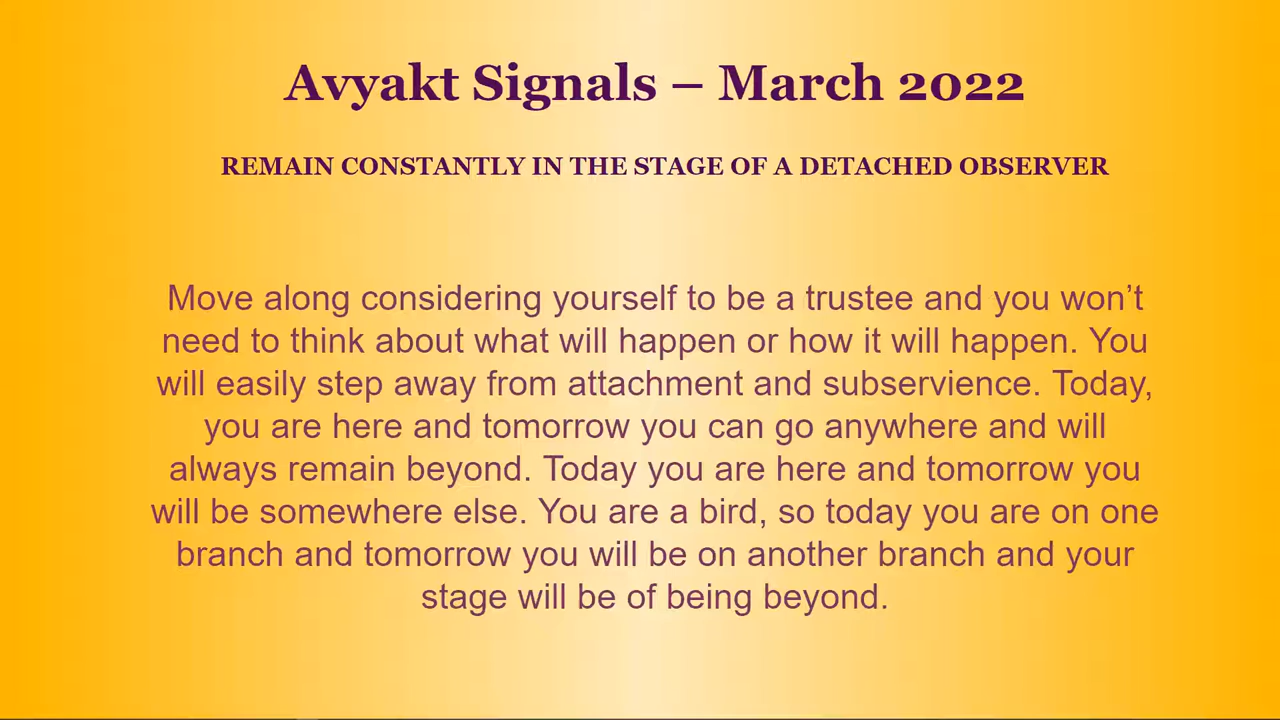 Avyakt Signals – March 2022
REMAIN CONSTANTLY IN THE STAGE OF A DETACHED OBSERVER
Move along considering yourself to be a trustee and you won’t
need to think about what will happen or how it will happen. You
will easily step away from attachment and subservience. Today,
you are here and tomorrow you can go anywhere and will
always remain beyond. Today you are here and tomorrow you
will be somewhere else. You are a bird, so today you are on one
branch and tomorrow you will be on another branch and your
stage will be of being beyond.